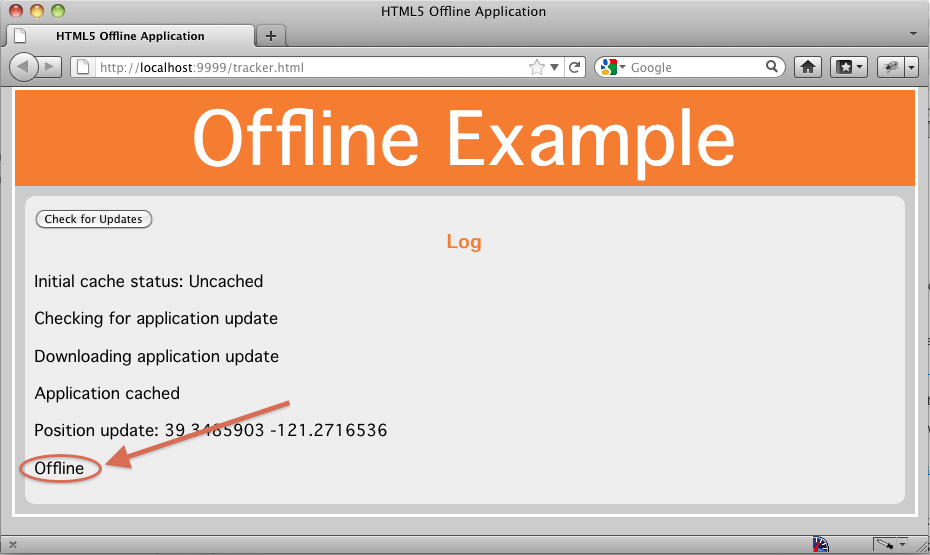 HTML5 Offline Application
HTML5 Offline Application
http://localhost:9999/tracker.html
Google
Offline Example
Check for Updates
Log
Initial cache status: Uncached
Checking for application update
Downloading application update
Application cached
Position update: 39.3485903 -121.2716536
Offline